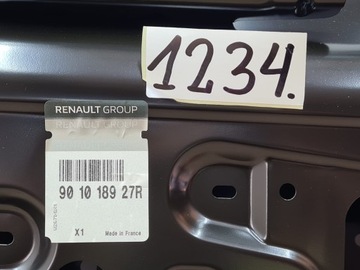 1234.
RENAULT GROUP
90 10 189 27R
X1 Made in France